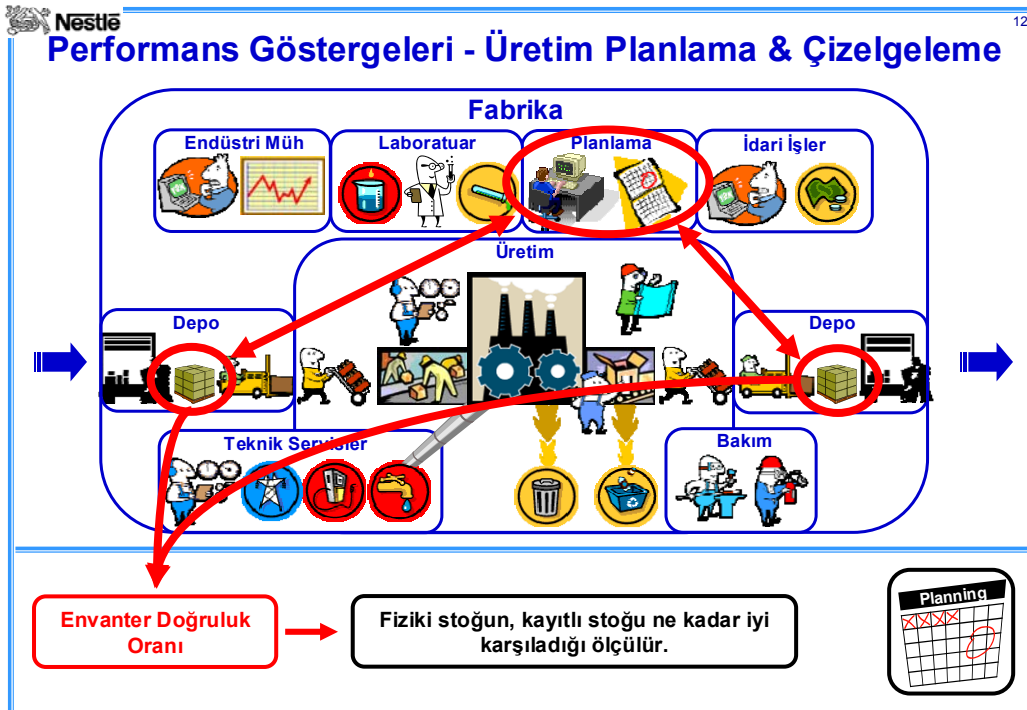 Nestlé
12
Performans Göstergeleri - Üretim Planlama & Çizelgeleme
Fabrika
Endüstri Müh
Laboratuar
Planlama
İdari İşler
Üretim
Depo
Depo
Teknik Servisler
Bakım
Envanter Doğruluk
Oranı
Fiziki stoğun, kayıtlı stoğu ne kadar iyi
karşıladığı ölçülür.
Planning